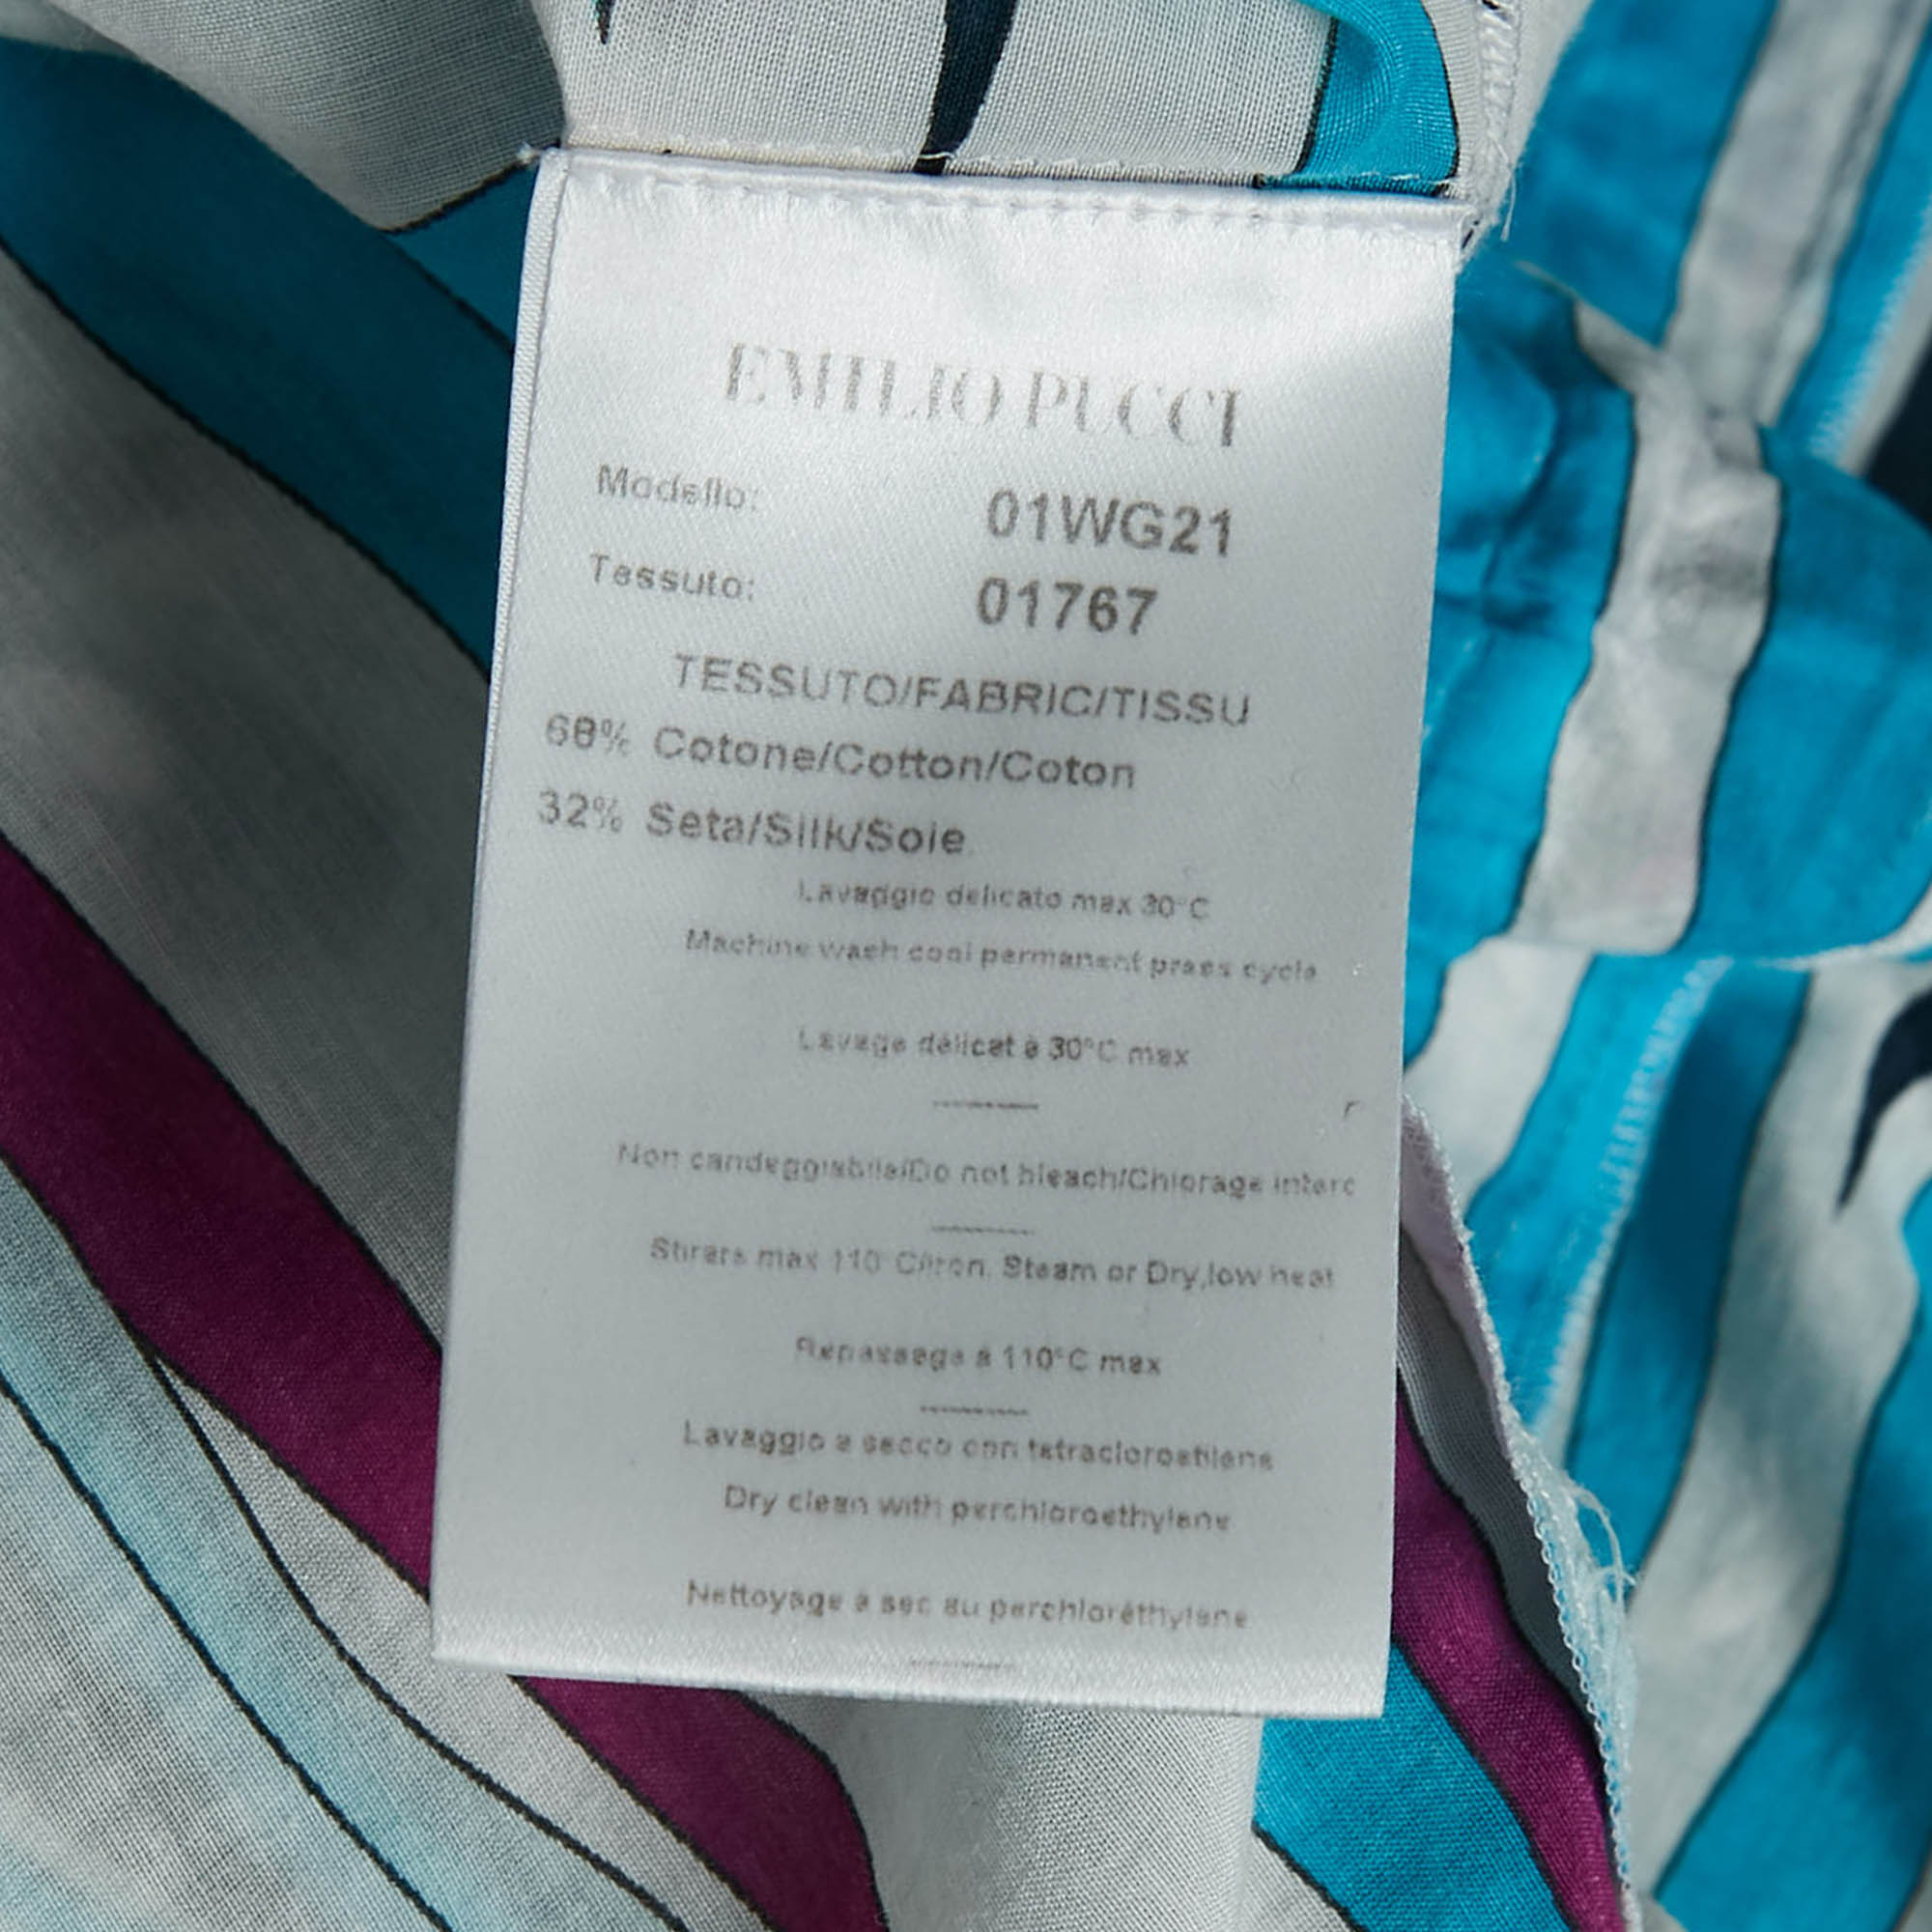 EMILIO PUCCI
Modello: 01WG21
Tessuto: 01767
TESSUTO/FABRIC/TISSU
68% Cotone/Cotton/Coton
32% Seta/Silk/Soie
Lavaggio delicato max 30°C
Machine wash cool permanent press cycle
Lavage délicat à 30°C max
Non candeggiabile/Do not bleach/Chlorage interc
Stirare max 110°C/Iron, Steam or Dry,low heat
Repassage à 110°C max
Lavaggio a secco con tetracloroetilene
Dry clean with perchloroethylene
Nettoyage à sec au perchloréthylene